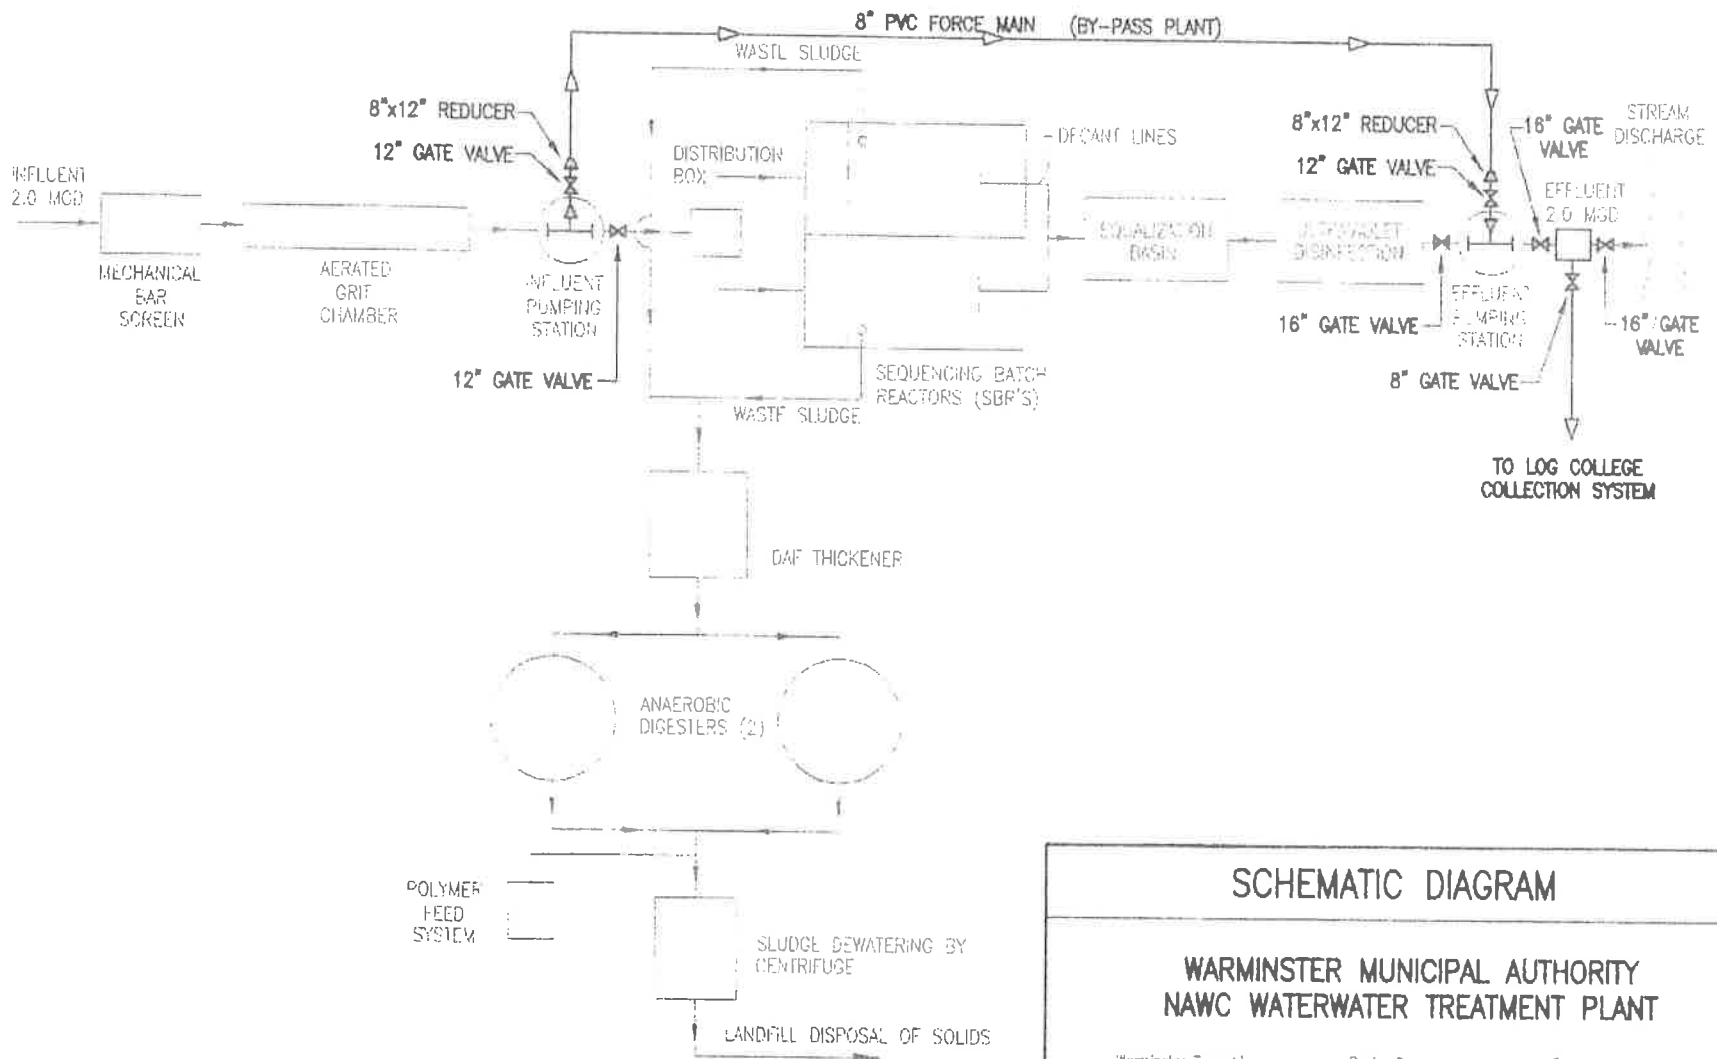 8" PVC FORCE MAIN (BY-PASS PLANT)
WASTE SLUDGE
8"x12" REDUCER
12" GATE VALVE
DISTRIBUTION
BOX
DECANT LINES
8"x12" REDUCER
12" GATE VALVE
16" GATE
VALVE
STREAM
DISCHARGE
INFLUENT
2.0 MGD
EFFLUENT
2.0 MGD
MECHANICAL
BAR
SCREEN
AERATED
GRIT
CHAMBER
INFLUENT
PUMPING
STATION
EQUALIZATION
BASIN
ULTRAVIOLET
DISINFECTION
EFFLUENT
PUMPING
STATION
16" GATE VALVE
16" GATE
VALVE
12" GATE VALVE
8" GATE VALVE
SEQUENCING BATCH
REACTORS (SBR'S)
WASTE SLUDGE
TO LOG COLLEGE
COLLECTION SYSTEM
DAF THICKENER
ANAEROBIC
DIGESTERS (2)
POLYMER
FEED
SYSTEM
SLUDGE DEWATERING BY
CENTRIFUGE
LANDFILL DISPOSAL OF SOLIDS
SCHEMATIC DIAGRAM
WARMINSTER MUNICIPAL AUTHORITY
NAWC WATERWATER TREATMENT PLANT